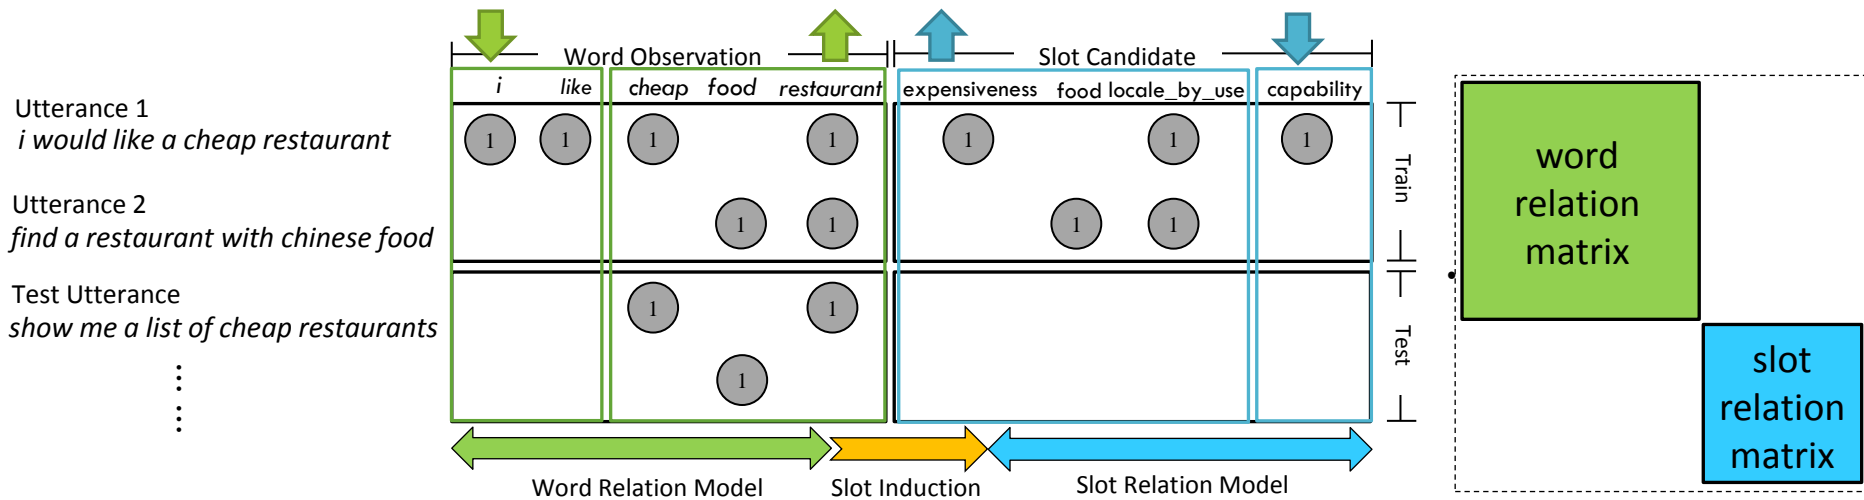 Word Observation
Slot Candidate
i like cheap food restaurant expensiveness food locale_by_use capability
Utterance 1
i would like a cheap restaurant
1 1 1 1 1 1 1
Train
Utterance 2
find a restaurant with chinese food
1 1 1 1
Test Utterance
show me a list of cheap restaurants
1 1
Test
1
Word Relation Model
Slot Induction
Slot Relation Model
word
relation
matrix
slot
relation
matrix